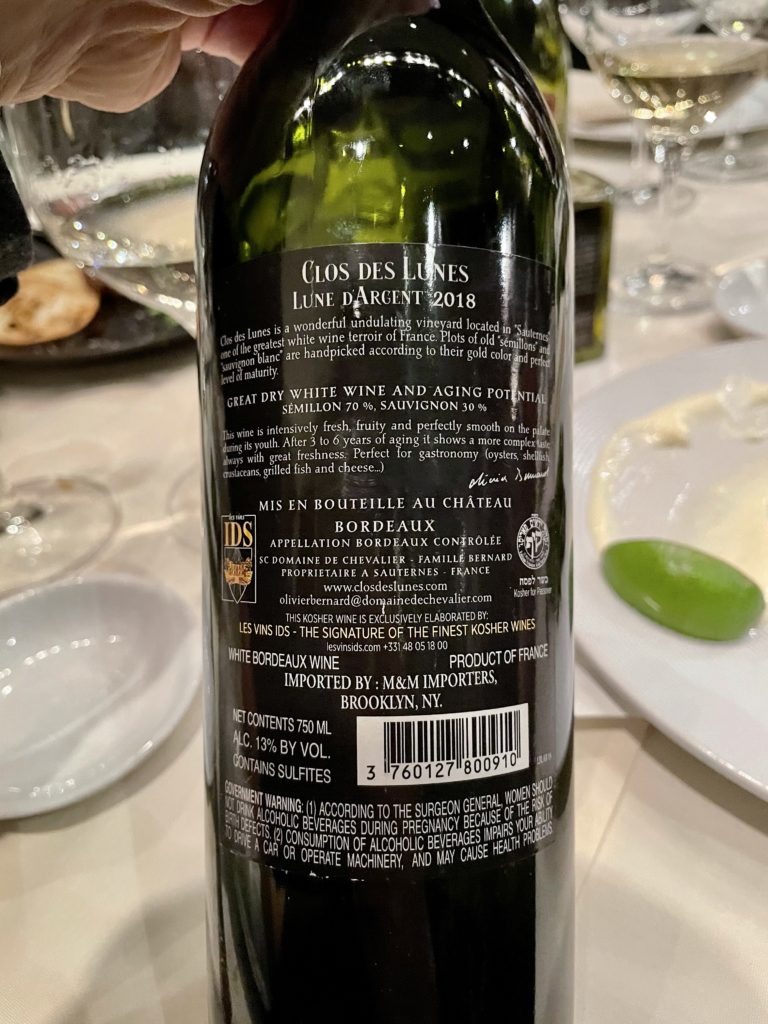 CLOS DES LUNES
LUNE D'ARGENT 2018
Clos des Lunes is a wonderful undulating vineyard located in "Sauternes"
one of the greatest white wine terroir of France. Plots of old "sémillons" and
"sauvignon blanc" are handpicked according to their gold color and perfect
level of maturity.
GREAT DRY WHITE WINE AND AGING POTENTIAL
SÉMILLON 70 %, SAUVIGNON 30 %
This wine is intensively fresh, fruity and perfectly smooth on the palate
during its youth. After 3 to 6 years of aging it shows a more complex taste
always with great freshness. Perfect for gastronomy (oysters, shellfish,
crustaceans, grilled fish and cheese...)
MIS EN BOUTEILLE AU CHÂTEAU
BORDEAUX
APPELLATION BORDEAUX CONTRÔLÉE
SC DOMAINE DE CHEVALIER - FAMILLE BERNARD
PROPRIETAIRE A SAUTERNES - FRANCE
www.closdeslunes.com
olivierbernard@domainedechevalier.com
LES VINS
IDS
כשר לפסח
Kosher for Passover
THIS KOSHER WINE IS EXCLUSIVELY ELABORATED BY:
LES VINS IDS - THE SIGNATURE OF THE FINEST KOSHER WINES
lesvinsids.com +331 48 05 18 00
WHITE BORDEAUX WINE PRODUCT OF FRANCE
IMPORTED BY : M&M IMPORTERS,
BROOKLYN, NY.
NET CONTENTS 750 ML
ALC. 13% BY VOL.
CONTAINS SULFITES
3 760127 800910
GOVERNMENT WARNING: (1) ACCORDING TO THE SURGEON GENERAL, WOMEN SHOULD
NOT DRINK ALCOHOLIC BEVERAGES DURING PREGNANCY BECAUSE OF THE RISK OF
BIRTH DEFECTS. (2) CONSUMPTION OF ALCOHOLIC BEVERAGES IMPAIRS YOUR ABILITY
TO DRIVE A CAR OR OPERATE MACHINERY, AND MAY CAUSE HEALTH PROBLEMS.